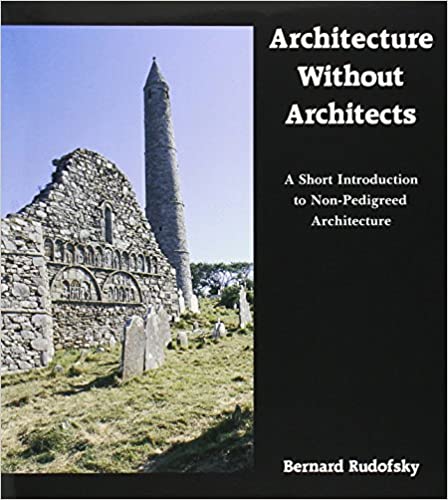 Architecture
Without
Architects
A Short Introduction
to Non-Pedigreed
Architecture
Bernard Rudofsky